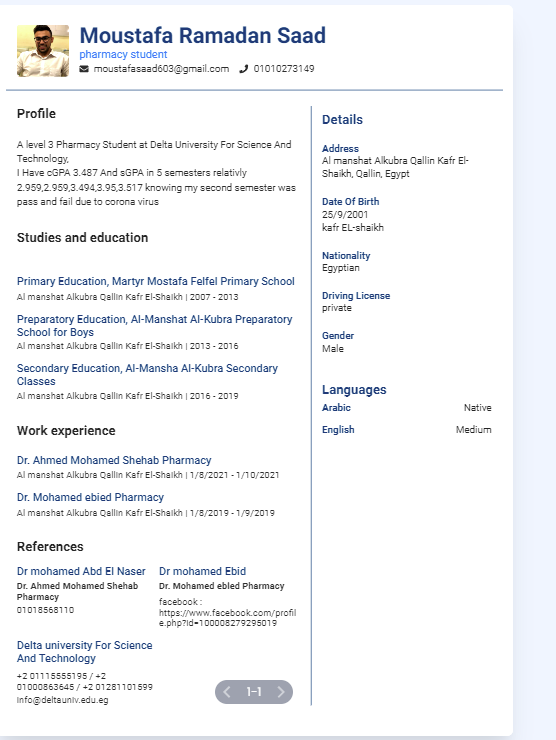 Moustafa Ramadan Saad
pharmacy student
moustafasaad603@gmail.com 01010273149
Profile
A level 3 Pharmacy Student at Delta University For Science And
Technology,
I Have cGPA 3.487 And sGPA in 5 semesters relativly
2.959,2.959,3.494,3.95,3.517 knowing my second semester was
pass and fail due to corona virus
Studies and education
Primary Education, Martyr Mostafa Felfel Primary School
Al manshat Alkubra Qallin Kafr El-Shaikh | 2007 - 2013
Preparatory Education, Al-Manshat Al-Kubra Preparatory
School for Boys
Al manshat Alkubra Qallin Kafr El-Shaikh | 2013 - 2016
Secondary Education, Al-Mansha Al-Kubra Secondary
Classes
Al manshat Alkubra Qallin Kafr El-Shaikh | 2016 - 2019
Work experience
Dr. Ahmed Mohamed Shehab Pharmacy
Al manshat Alkubra Qallin Kafr El-Shaikh | 1/8/2021 - 1/10/2021
Dr. Mohamed ebied Pharmacy
Al manshat Alkubra Qallin Kafr El-Shaikh | 1/8/2019 - 1/9/2019
References
Dr mohamed Abd El Naser
Dr. Ahmed Mohamed Shehab
Pharmacy
01018568110
Dr mohamed Ebid
Dr. Mohamed ebied Pharmacy
facebook :
https://www.facebook.com/profil
e.php?id=100008279295019
Delta university For Science
And Technology
+2 01115555195 / +2
01000863645 / +2 01281101599
info@deltauniv.edu.eg
1-1
Details
Address
Al manshat Alkubra Qallin Kafr El-
Shaikh, Qallin, Egypt
Date Of Birth
25/9/2001
kafr EL-shaikh
Nationality
Egyptian
Driving License
private
Gender
Male
Languages
Arabic Native
English Medium